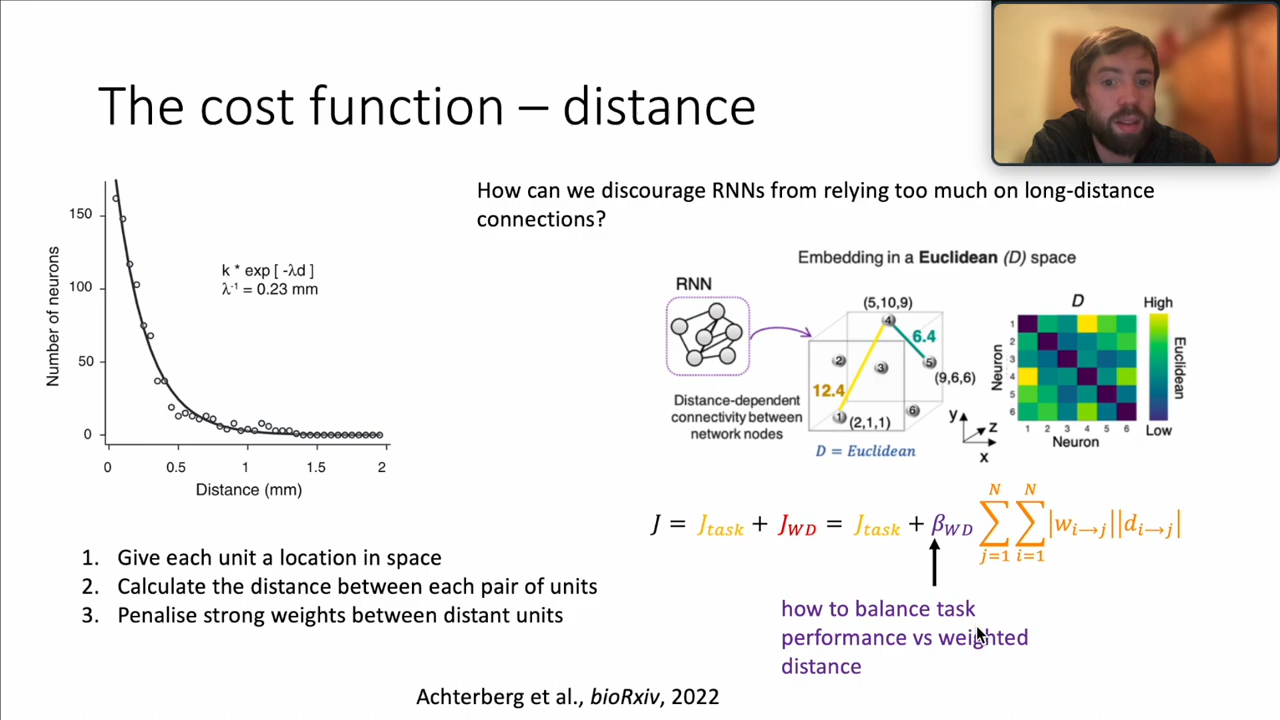 The cost function – distance
How can we discourage RNNs from relying too much on long-distance
connections?
150
100
50
0
Number of neurons
k * exp [ -λd ]
λ⁻¹ = 0.23 mm
0 0.5 1 1.5 2
Distance (mm)
Embedding in a Euclidean (D) space
RNN
Distance-dependent
connectivity between
network nodes
(5,10,9)
4
6.4
2
3
5
(9,6,6)
12.4
1
(2,1,1)
6
D = Euclidean
y
z
x
D
1
2
3
4
5
6
Neuron
1 2 3 4 5 6
Neuron
High
Euclidean
Low
J = J_task + J_WD = J_task + β_WD ∑_{j=1}^{N} ∑_{i=1}^{N} |w_{i→j}||d_{i→j}|
how to balance task
performance vs weighted
distance
1. Give each unit a location in space
2. Calculate the distance between each pair of units
3. Penalise strong weights between distant units
Achterberg et al., bioRxiv, 2022